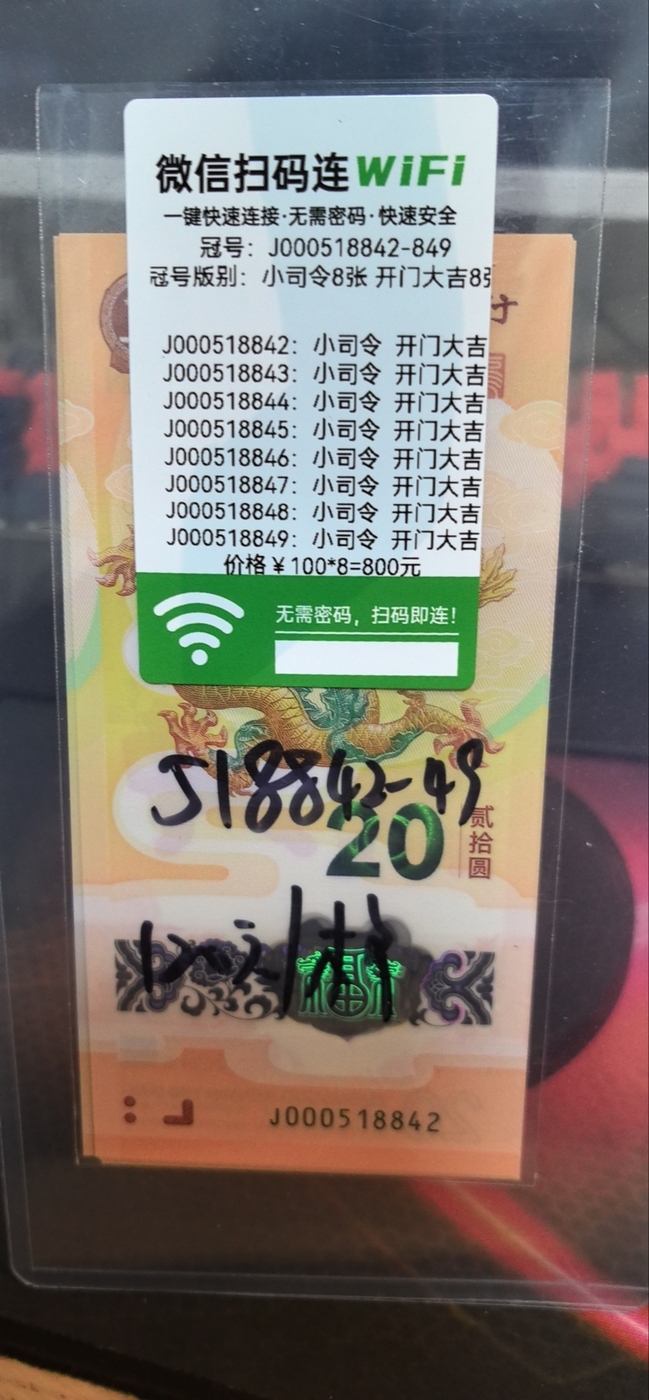 微信扫码连WiFi
一键快速连接·无需密码·快速安全
冠号：J000518842-849
冠号版别：小司令8张 开门大吉8张
J000518842：小司令 开门大吉
J000518843：小司令 开门大吉
J000518844：小司令 开门大吉
J000518845：小司令 开门大吉
J000518846：小司令 开门大吉
J000518847：小司令 开门大吉
J000518848：小司令 开门大吉
J000518849：小司令 开门大吉
价格￥100*8=800元
无需密码，扫码即连！
行
J18842-49
20
贰拾圆
J000518842